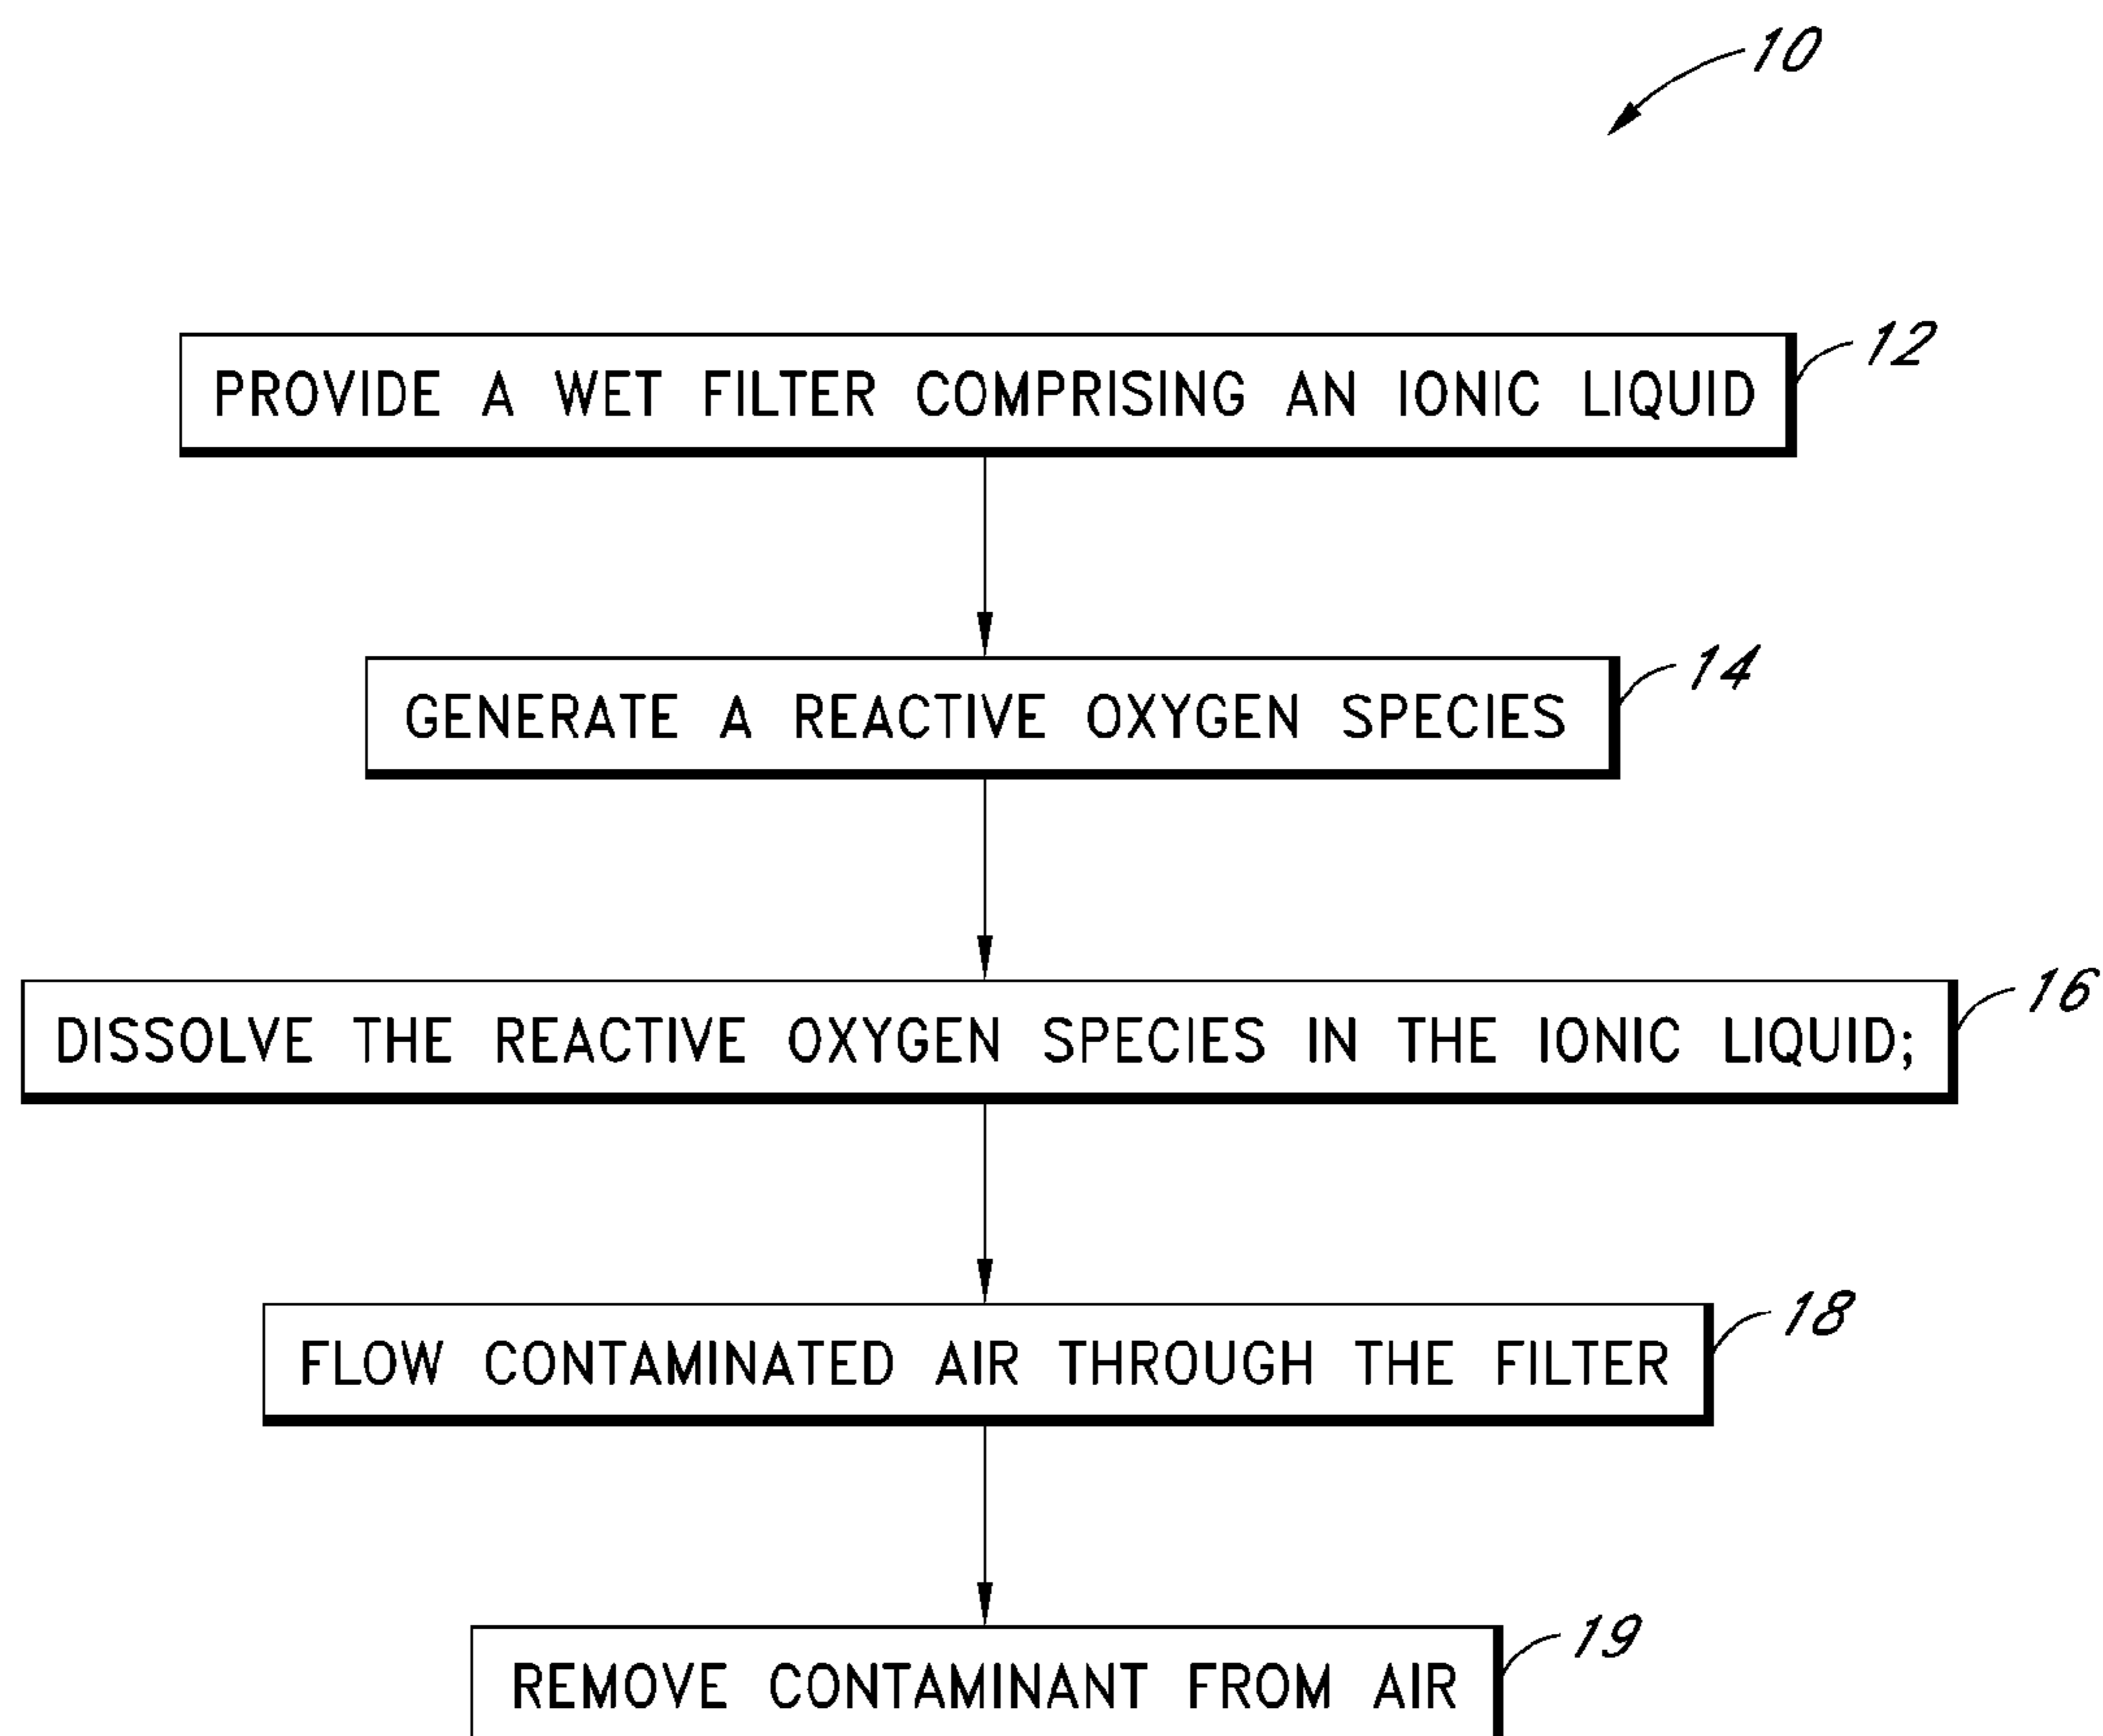 10
PROVIDE A WET FILTER COMPRISING AN IONIC LIQUID
12
GENERATE A REACTIVE OXYGEN SPECIES
14
DISSOLVE THE REACTIVE OXYGEN SPECIES IN THE IONIC LIQUID;
16
FLOW CONTAMINATED AIR THROUGH THE FILTER
18
REMOVE CONTAMINANT FROM AIR
19